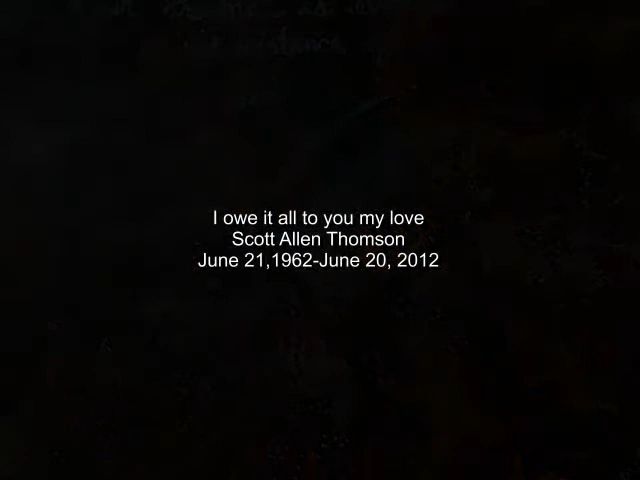 I owe it all to you my love
Scott Allen Thomson
June 21,1962-June 20, 2012